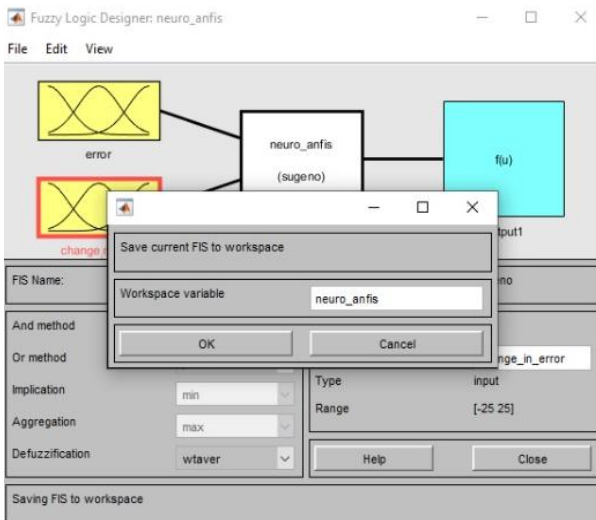 Fuzzy Logic Designer: neuro_anfis
File Edit View
error
neuro_anfis
(sugeno)
f(u)
change
Save current FIS to workspace
Workspace variable neuro_anfis
OK Cancel
FIS Name:
And method
Or method
Implication min
Aggregation max
Defuzzification wtaver
Type input
Range [-25 25]
Help Close
Saving FIS to workspace